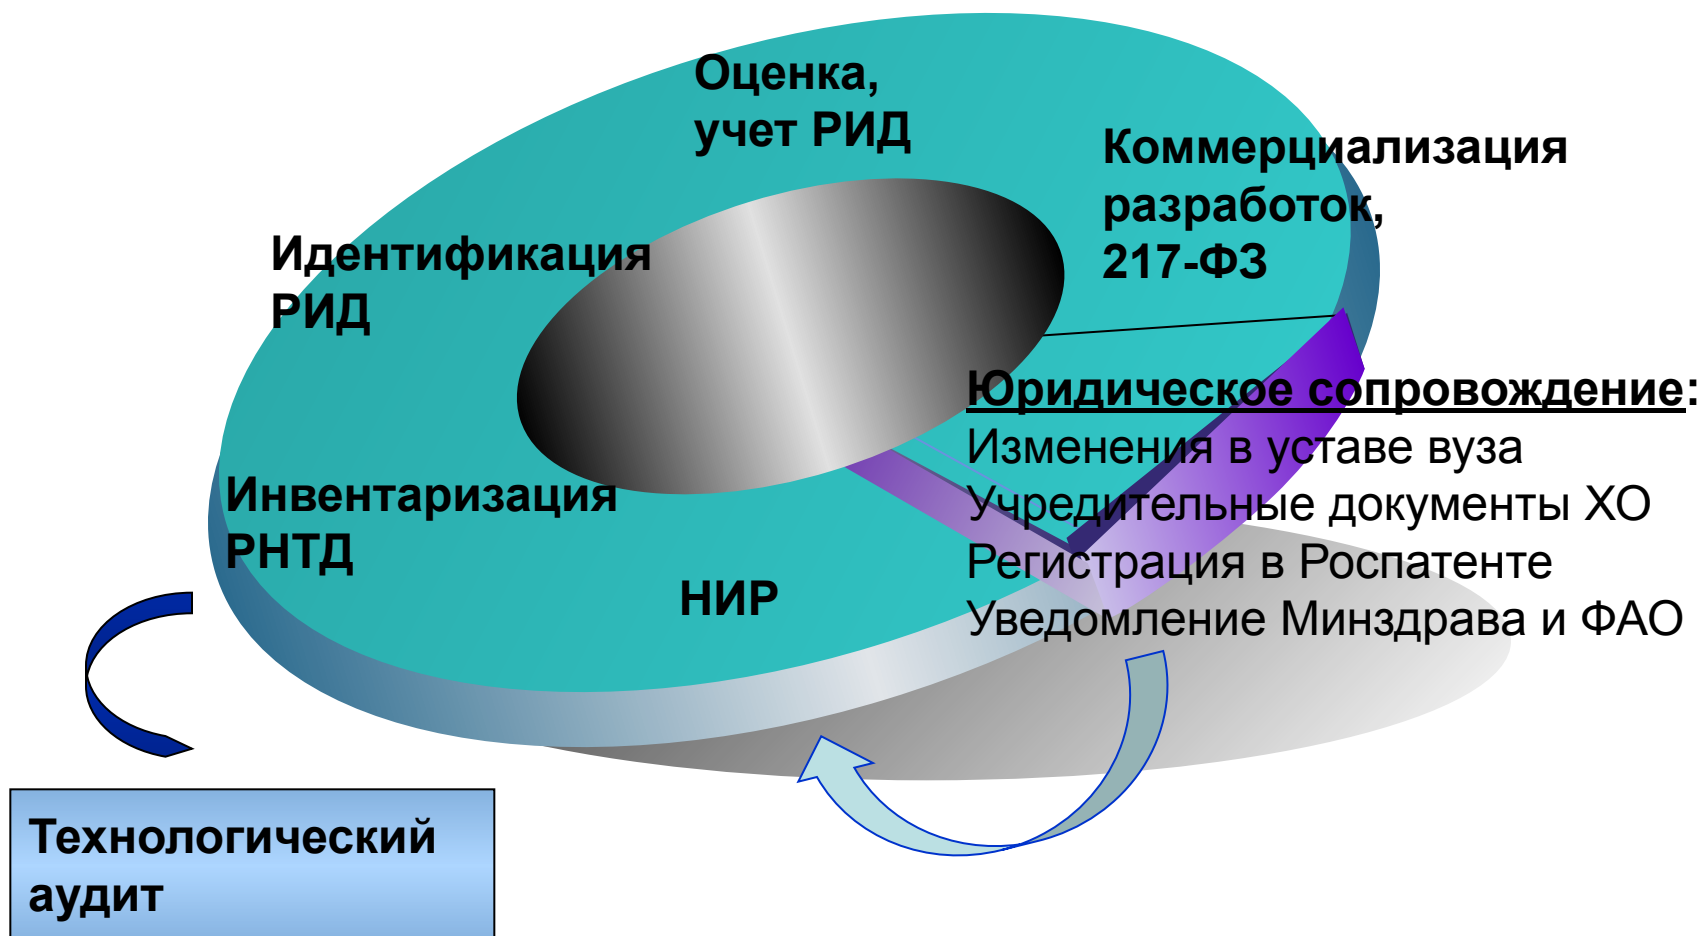 Оценка,
учет РИД
Коммерциализация
разработок,
217-ФЗ
Идентификация
РИД
Юридическое сопровождение:
Изменения в уставе вуза
Учредительные документы ХО
Регистрация в Роспатенте
Уведомление Минздрава и ФАО
Инвентаризация
РНТД
НИР
Технологический
аудит